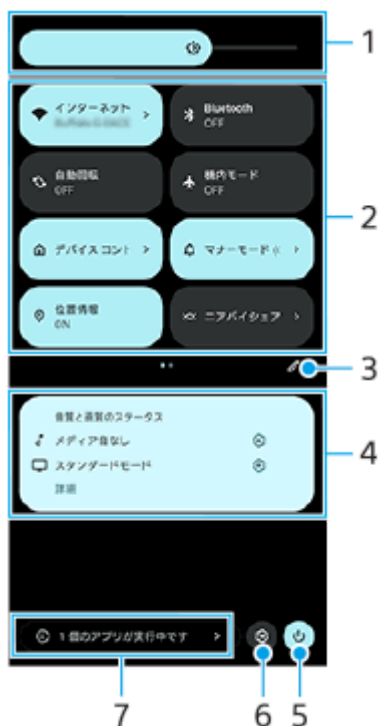 1
インターネット
Bluetooth
OFF
自動回転
OFF
機内モード
OFF
2
デバイスコント
マナーモード（
位置情報
ON
ニアバイシェア
3
音質と画質のステータス
メディア音なし
スタンダードモード
4
詳細
1 個のアプリが実行中です
7
6
5